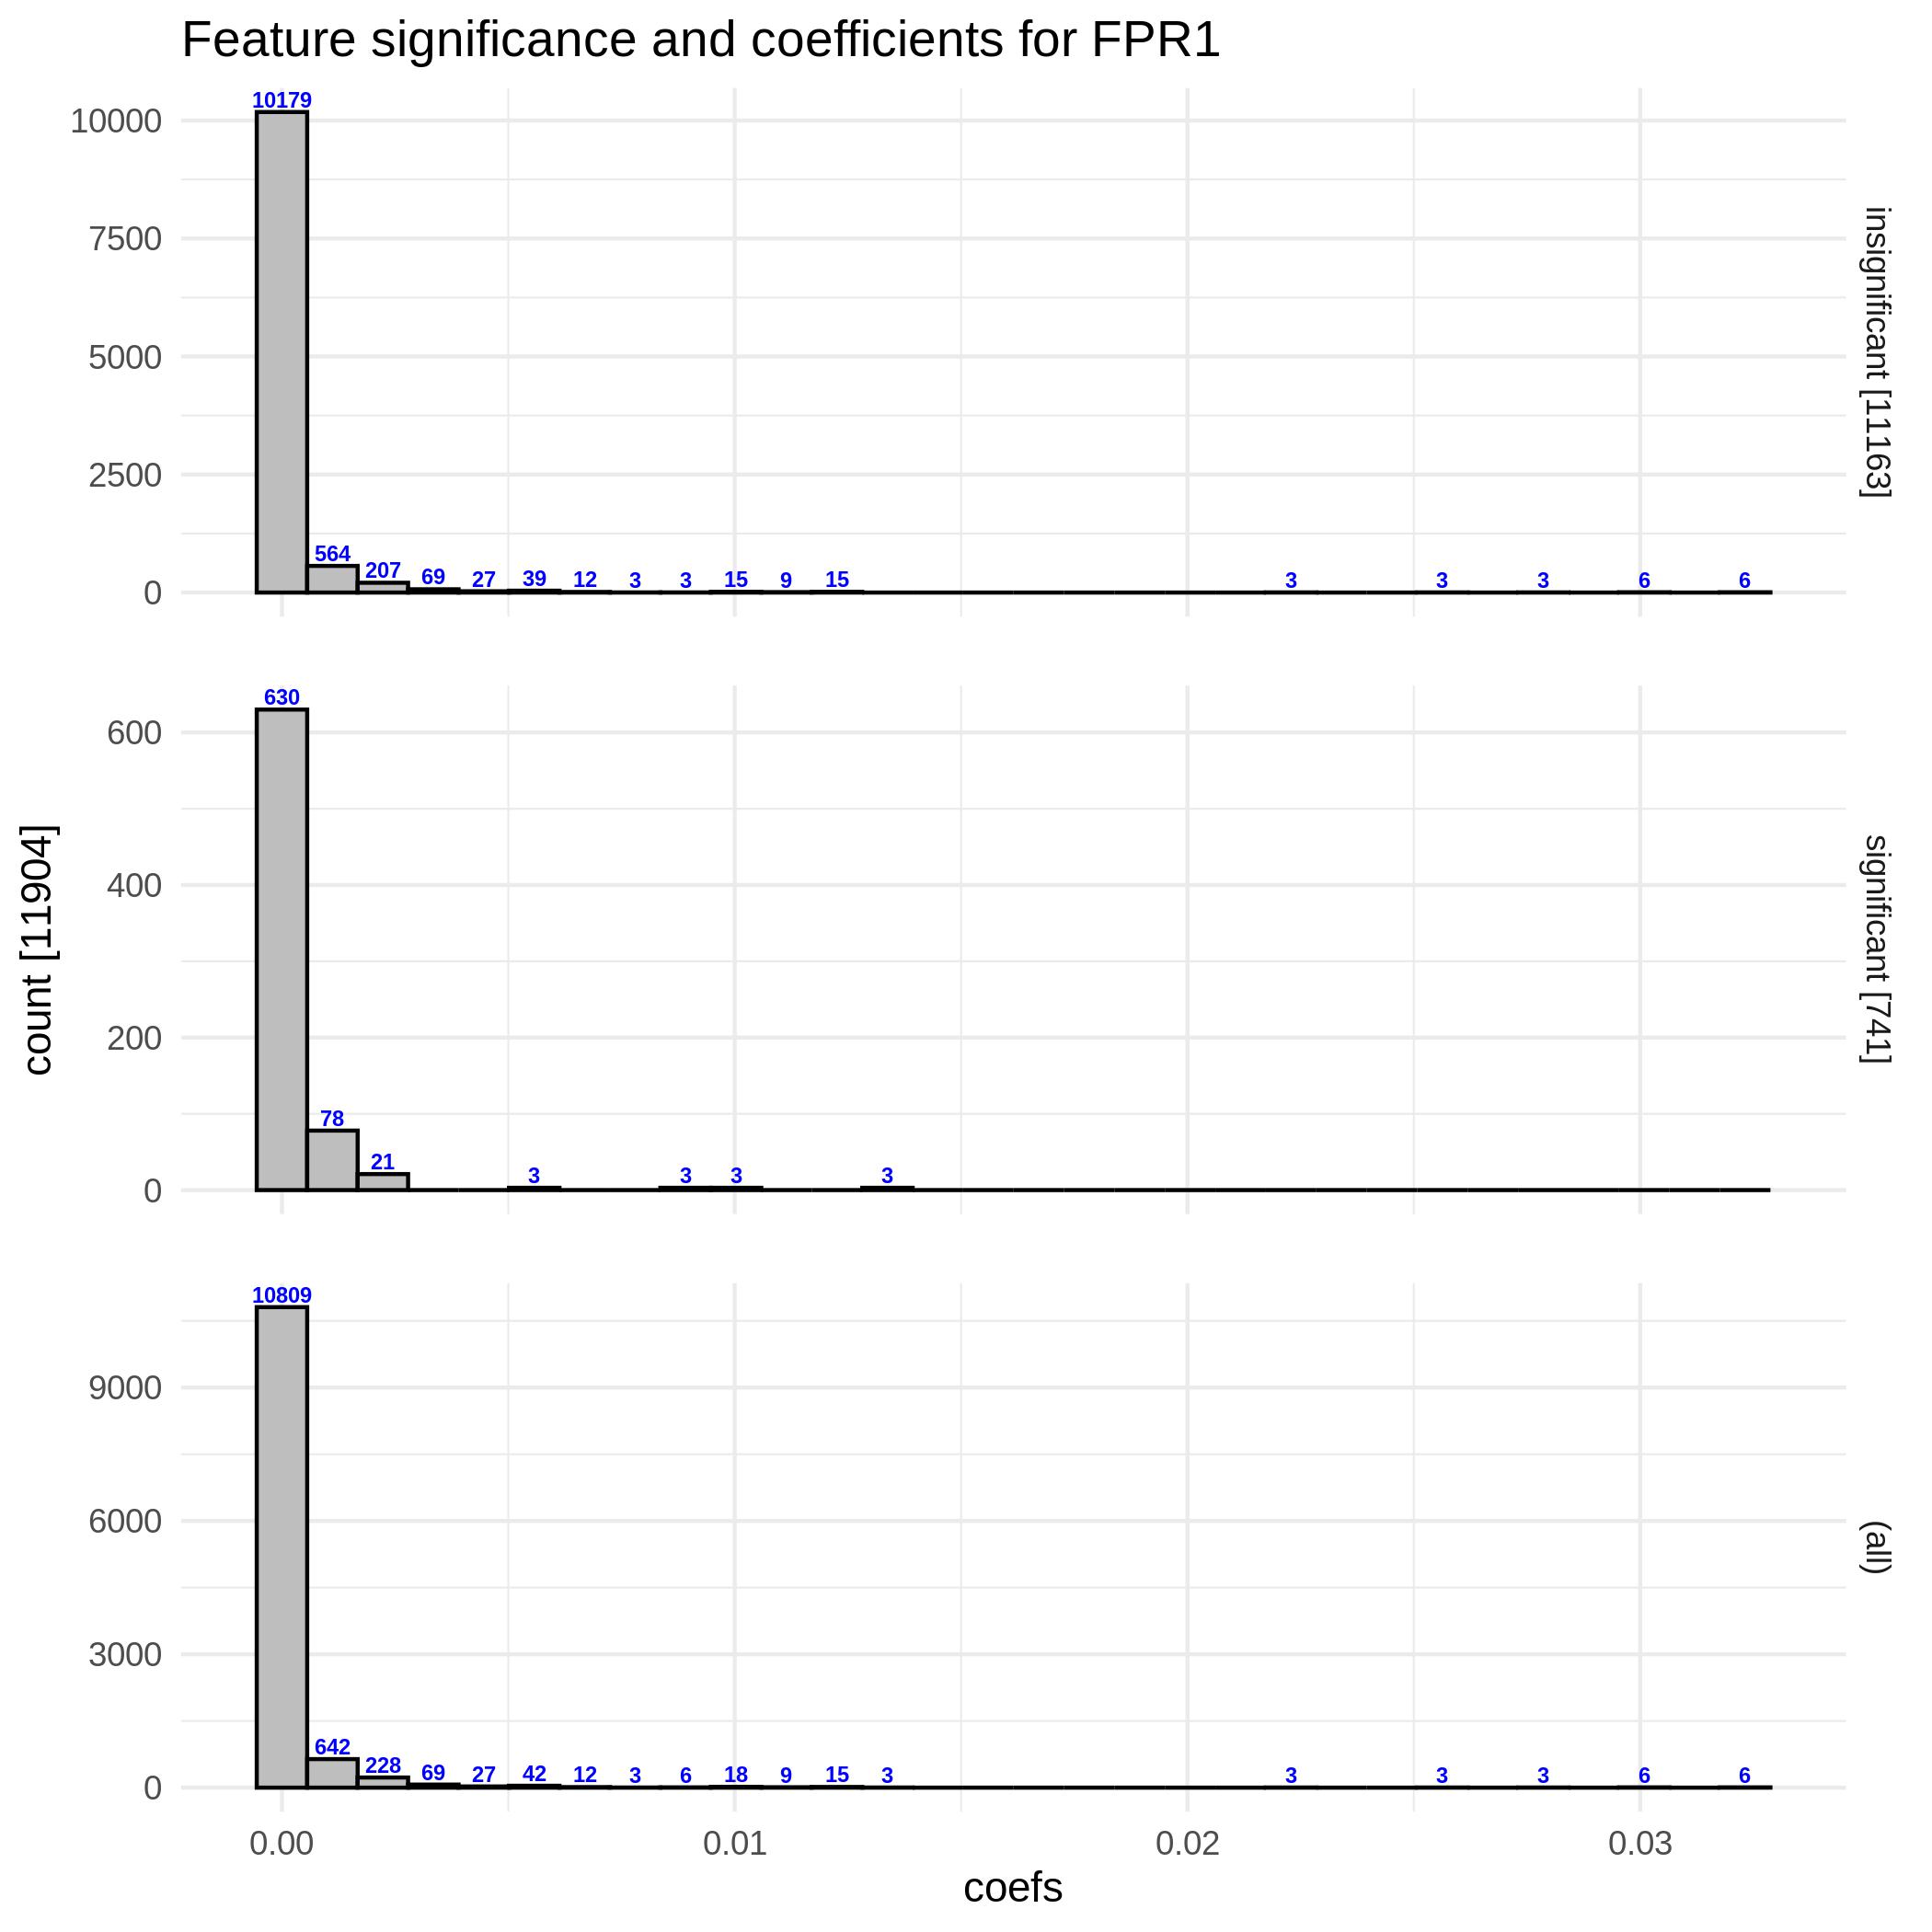 Feature significance and coefficients for FPR1
10179
10000
7500
5000
2500
0
564 207 69 27 39 12 3 3 15 9 15 3 3 3 6 6
insignificant [11163]
630
600
400
200
0
78 21 3 3 3 3
significant [741]
count [11904]
10809
9000
6000
3000
0
642 228 69 27 42 12 3 6 18 9 15 3 3 3 3 6 6
(all)
0.00 0.01 0.02 0.03
coefs